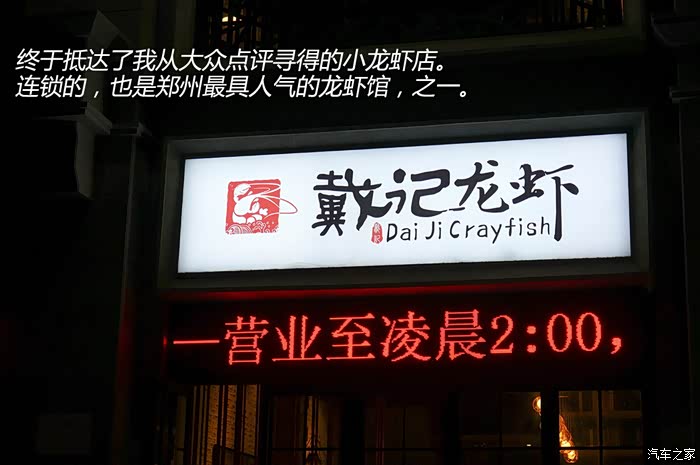 终于抵达了我从大众点评寻得的小龙虾店。
连锁的，也是郑州最具人气的龙虾馆，之一。
戴记龙虾
Dai Ji Crayfish
—营业至凌晨2:00,
汽车之家